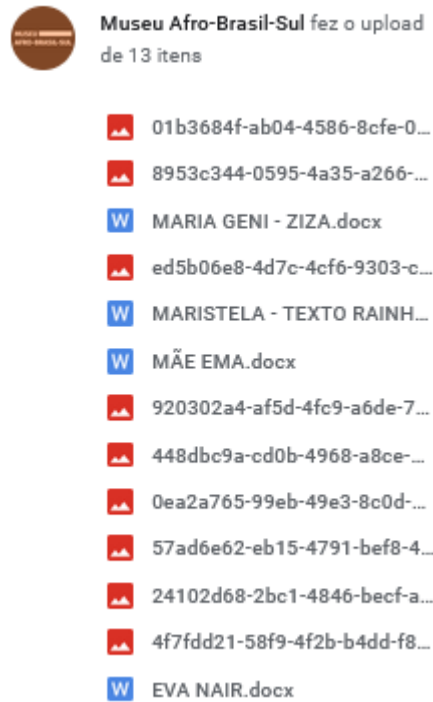 Museu Afro-Brasil-Sul fez o upload
de 13 itens
01b3684f-ab04-4586-8cfe-0...
8953c344-0595-4a35-a266-...
MARIA GENI - ZIZA.docx
ed5b06e8-4d7c-4cf6-9303-c...
MARISTELA - TEXTO RAINH...
MÃE EMA.docx
920302a4-af5d-4fc9-a6de-7...
448dbc9a-cd0b-4968-a8ce-...
0ea2a765-99eb-49e3-8c0d-...
57ad6e62-eb15-4791-bef8-4...
24102d68-2bc1-4846-becf-a...
4f7fdd21-58f9-4f2b-b4dd-f8...
EVA NAIR.docx